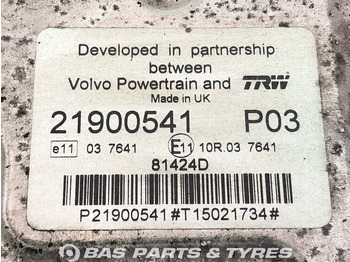 Developed in partnership
between
Volvo Powertrain and TRW
Made in UK
21900541 P03
e11 03 7641 E11 10R.03 7641
81424D
P21900541#T15021734#
BAS PARTS & TYRES